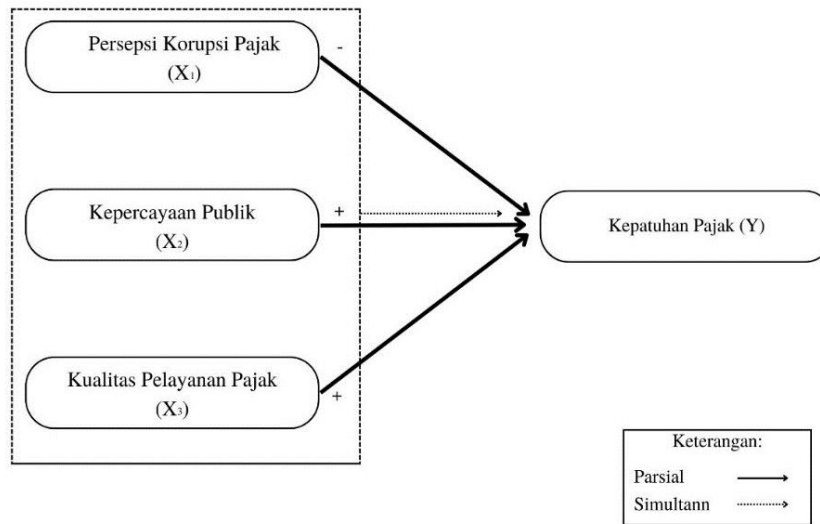 Persepsi Korupsi Pajak
(X₁)
-
Kepercayaan Publik
(X₂)
+
Kepatuhan Pajak (Y)
Kualitas Pelayanan Pajak
(X₃)
+
Keterangan:
Parsial
Simultann